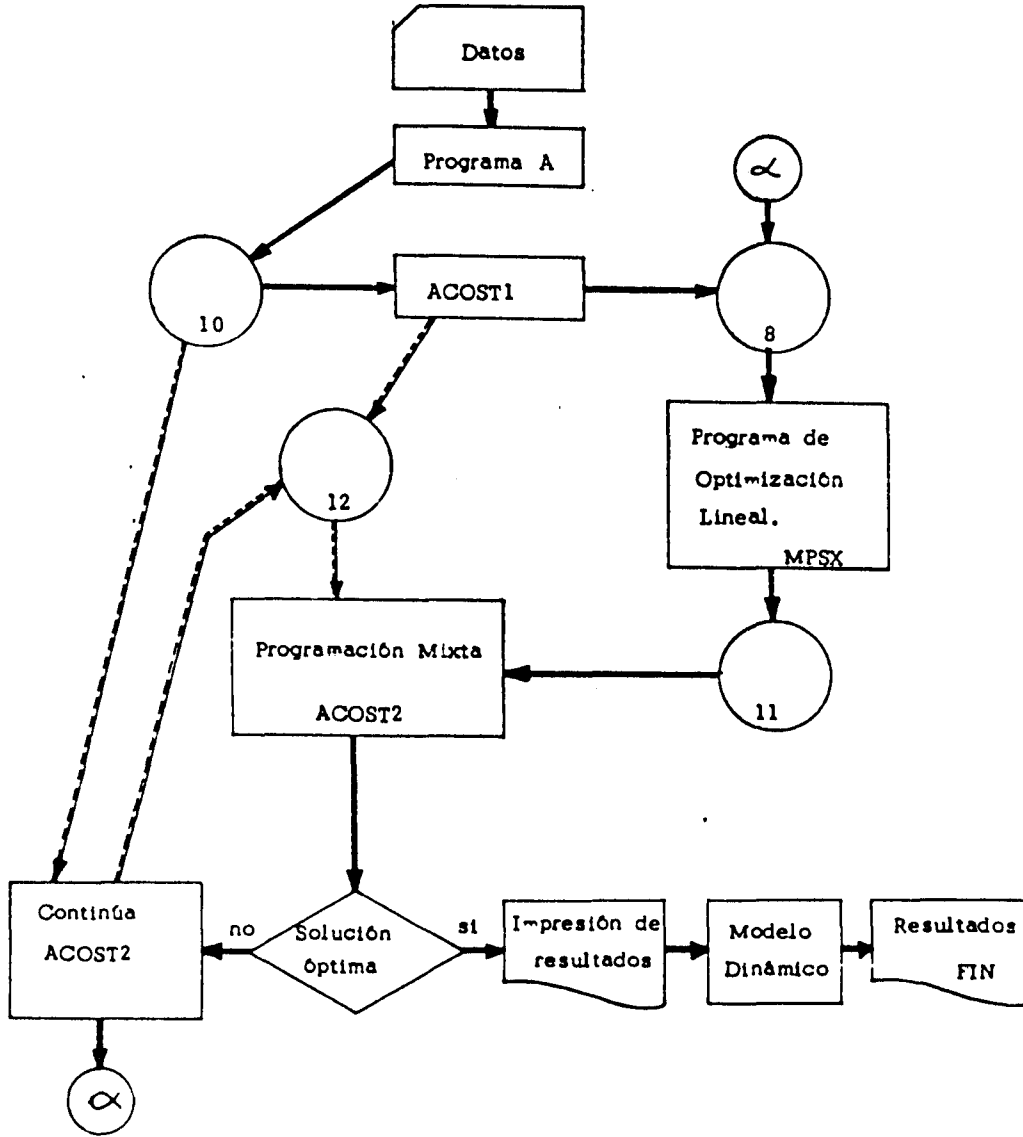 Datos
Programa A
α
10
ACOST1
8
12
Programa de
Optimización
Lineal.
MPSX
Programación Mixta
ACOST2
11
Continúa
ACOST2
no
Solución
óptima
si
Impresión de
resultados
Modelo
Dinámico
Resultados
FIN
α